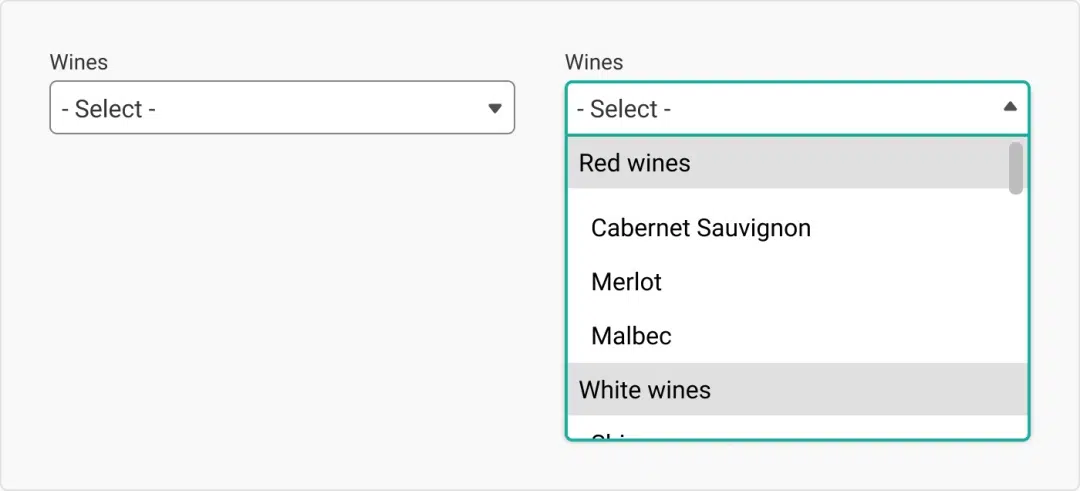 Wines
- Select -
Wines
- Select -
Red wines
Cabernet Sauvignon
Merlot
Malbec
White wines